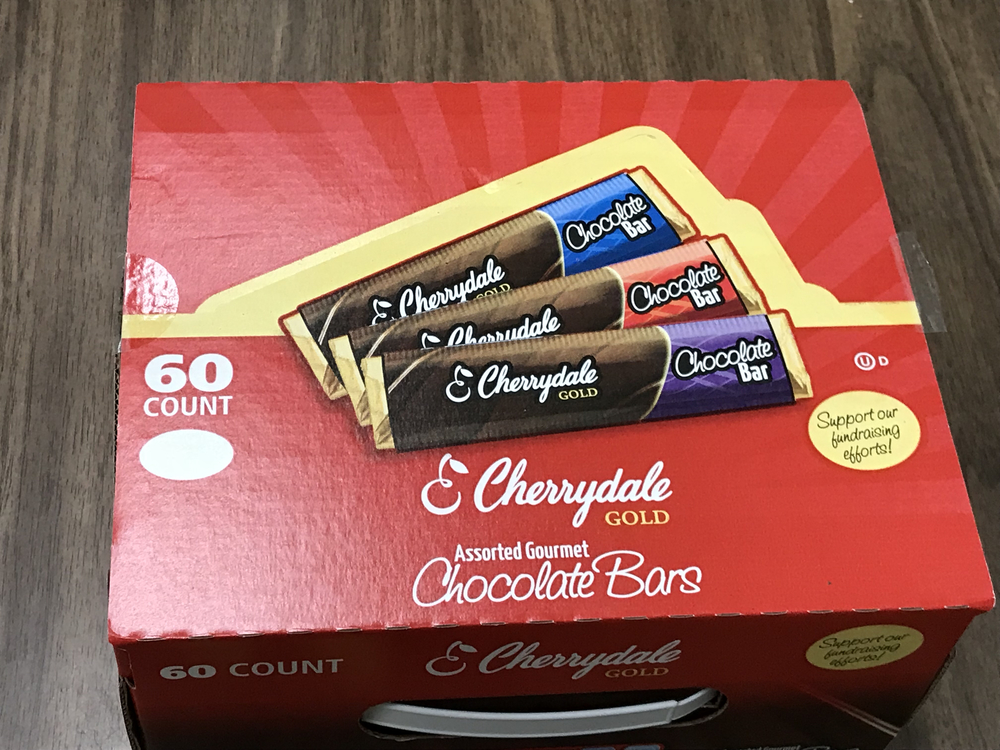 Chocolate
Bar
Cherrydale
GOLD
Chocolate
Bar
Cherrydale
Chocolate
Bar
Cherrydale
GOLD
60
COUNT
U D
Support our
fundraising
efforts!
Cherrydale
GOLD
Assorted Gourmet
Chocolate Bars
60 COUNT
Cherrydale
GOLD
Support our
fundraising
efforts!